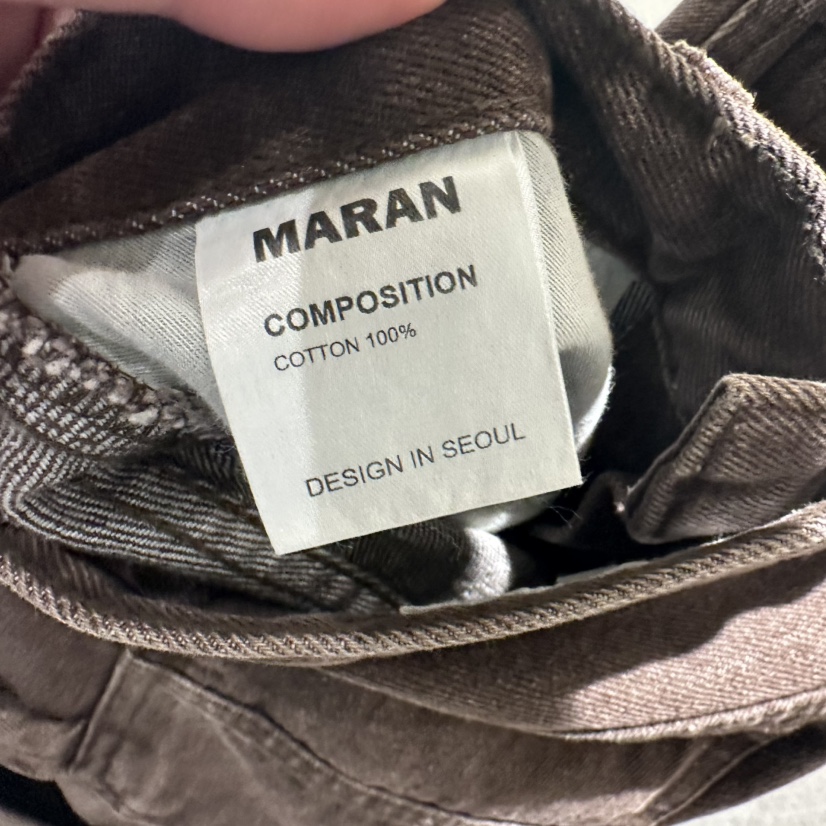 MARAN
COMPOSITION
COTTON 100%
DESIGN IN SEOUL